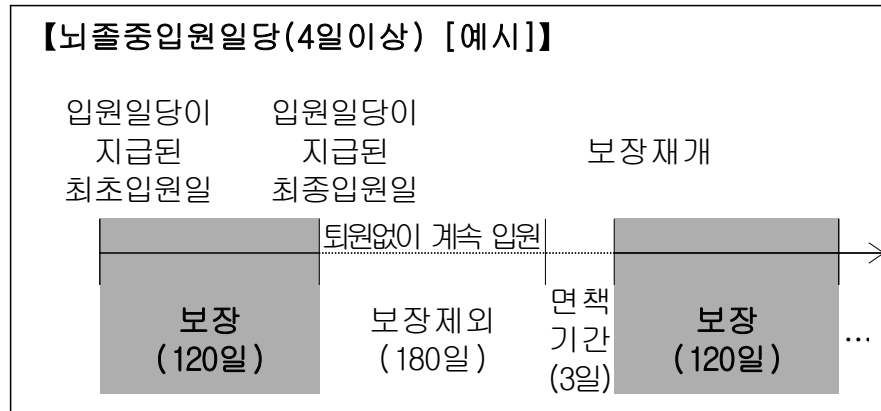 【뇌졸중입원일당(4일이상) [예시]】
입원일당이
지급된
최초입원일
입원일당이
지급된
최종입원일
보장재개
퇴원없이 계속 입원
보장
(120일)
보장제외
(180일)
면책
기간
(3일)
보장
(120일)
…